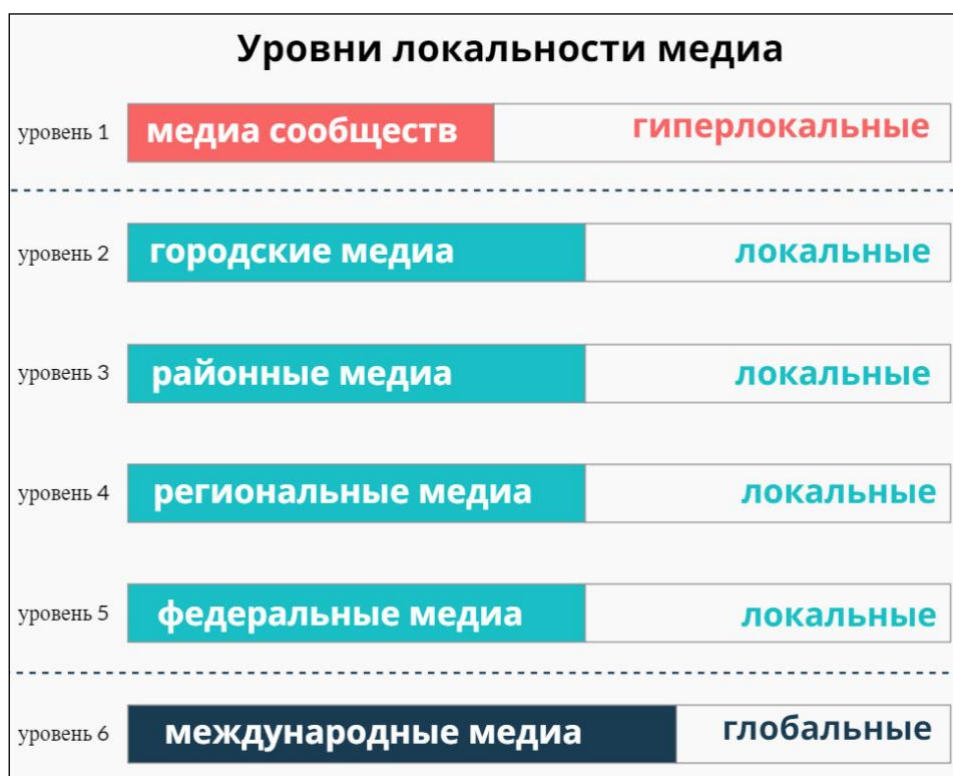 Уровни локальности медиа
уровень 1 медиа сообществ гиперлокальные
уровень 2 городские медиа локальные
уровень 3 районные медиа локальные
уровень 4 региональные медиа локальные
уровень 5 федеральные медиа локальные
уровень 6 международные медиа глобальные